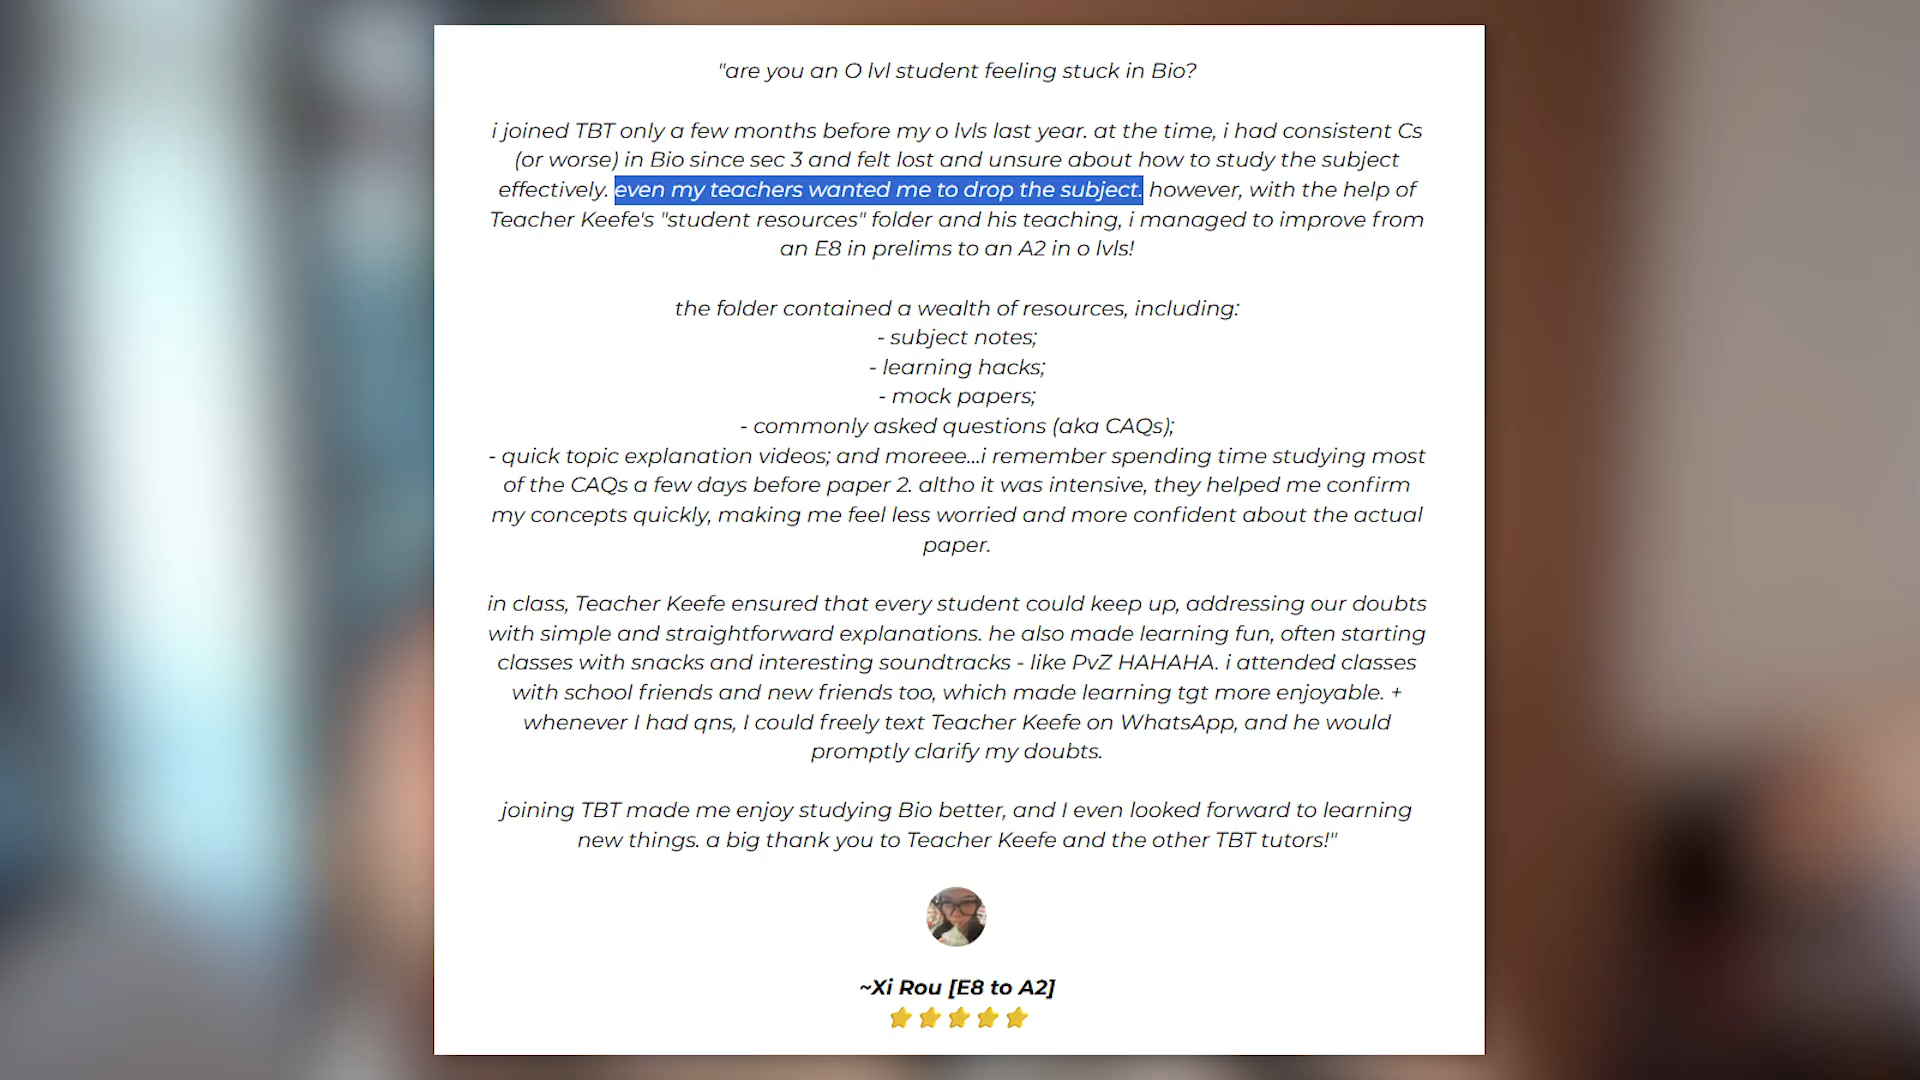 "are you an O lvl student feeling stuck in Bio?
i joined TBT only a few months before my o lvls last year. at the time, i had consistent Cs
(or worse) in Bio since sec 3 and felt lost and unsure about how to study the subject
effectively. even my teachers wanted me to drop the subject. however, with the help of
Teacher Keefe's "student resources" folder and his teaching, i managed to improve from
an E8 in prelims to an A2 in o lvls!
the folder contained a wealth of resources, including:
- subject notes;
- learning hacks;
- mock papers;
- commonly asked questions (aka CAQs);
- quick topic explanation videos; and moreee...i remember spending time studying most
of the CAQs a few days before paper 2. altho it was intensive, they helped me confirm
my concepts quickly, making me feel less worried and more confident about the actual
paper.
in class, Teacher Keefe ensured that every student could keep up, addressing our doubts
with simple and straightforward explanations. he also made learning fun, often starting
classes with snacks and interesting soundtracks - like PvZ HAHAHA. i attended classes
with school friends and new friends too, which made learning tgt more enjoyable. +
whenever I had qns, I could freely text Teacher Keefe on WhatsApp, and he would
promptly clarify my doubts.
joining TBT made me enjoy studying Bio better, and I even looked forward to learning
new things. a big thank you to Teacher Keefe and the other TBT tutors!"
~Xi Rou [E8 to A2]